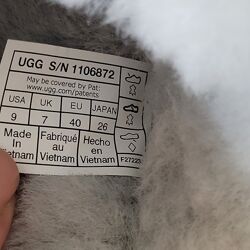 UGG S/N 1106872
May be covered by Pat:
www.ugg.com/patents
USA UK EU JAPAN
9 7 40 26
Made In Vietnam
Fabriqué au Vietnam
Hecho en Vietnam